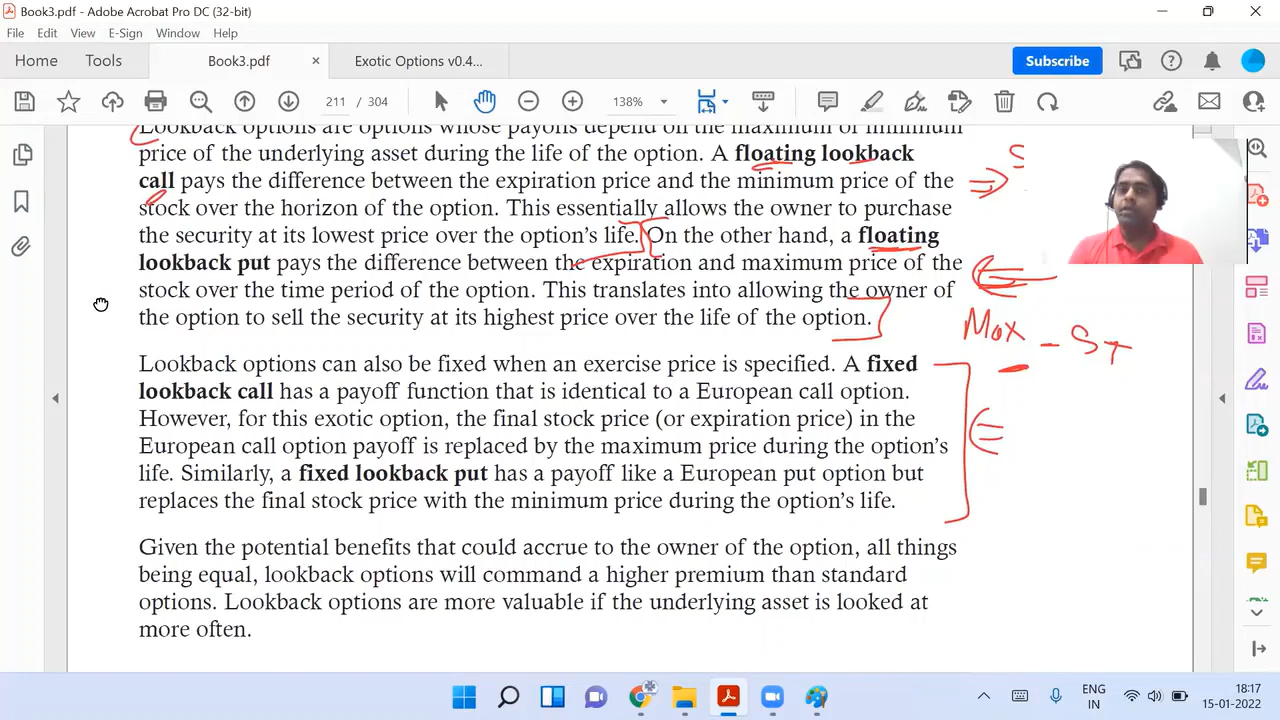 Book3.pdf - Adobe Acrobat Pro DC (32-bit)
File Edit View E-Sign Window Help
Home Tools Book3.pdf × Exotic Options v0.4...
Subscribe
211 / 304 138%
Lookback options are options whose payoffs depend on the maximum or minimum
price of the underlying asset during the life of the option. A floating lookback
call pays the difference between the expiration price and the minimum price of the
stock over the horizon of the option. This essentially allows the owner to purchase
the security at its lowest price over the option's life. On the other hand, a floating
lookback put pays the difference between the expiration and maximum price of the
stock over the time period of the option. This translates into allowing the owner of
the option to sell the security at its highest price over the life of the option.
S
Max - ST
Lookback options can also be fixed when an exercise price is specified. A fixed
lookback call has a payoff function that is identical to a European call option.
However, for this exotic option, the final stock price (or expiration price) in the
European call option payoff is replaced by the maximum price during the option's
life. Similarly, a fixed lookback put has a payoff like a European put option but
replaces the final stock price with the minimum price during the option's life.
Given the potential benefits that could accrue to the owner of the option, all things
being equal, lookback options will command a higher premium than standard
options. Lookback options are more valuable if the underlying asset is looked at
more often.
ENG
IN
18:17
15-01-2022